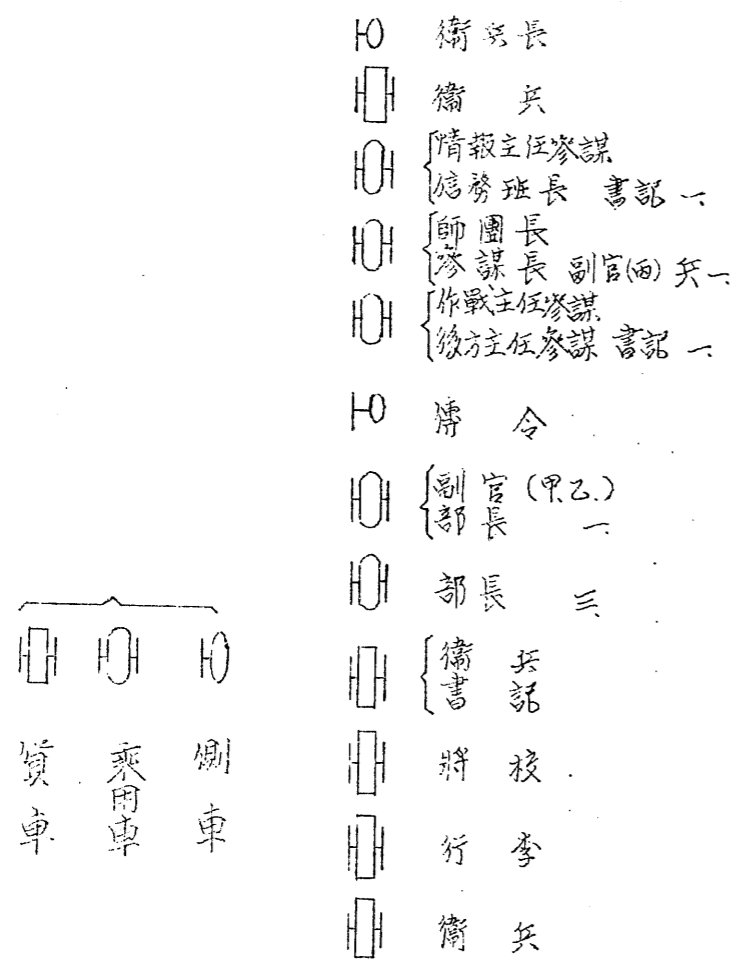 衛兵長
衛兵
情報主任參謀
信務班長 書記 一、
師團長
參謀長 副官(両) 兵一、
作戰主任參謀
後方主任參謀 書記 一、
傳令
副官(甲、乙、)
部長 一、
部長 三、
衛兵
書記
將校
行李
衛兵
側車
乘用車
貨車